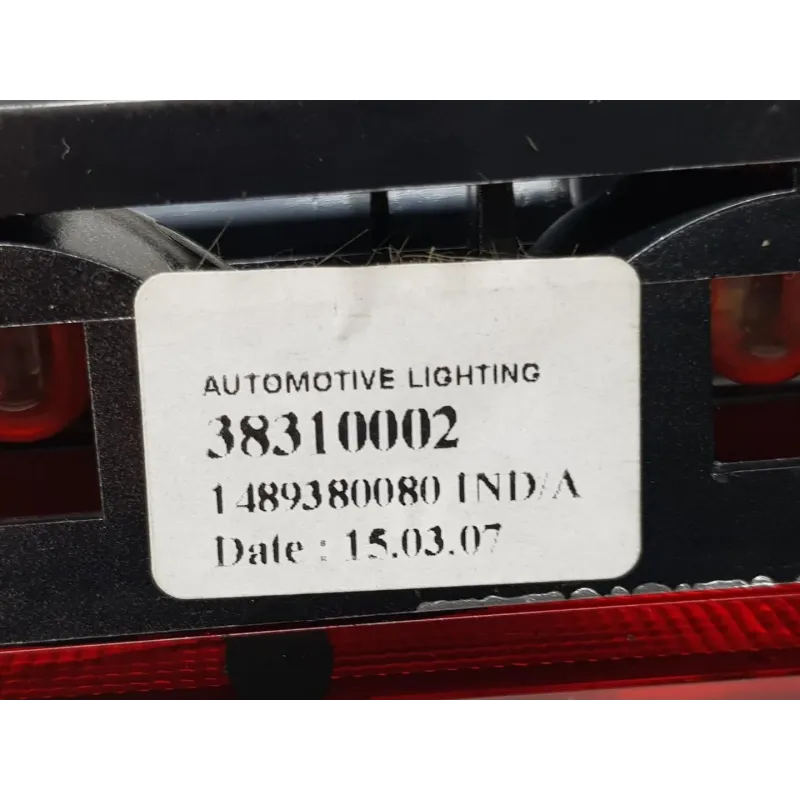 AUTOMOTIVE LIGHTING
38310002
1489380080 IND/A
Date : 15.03.07